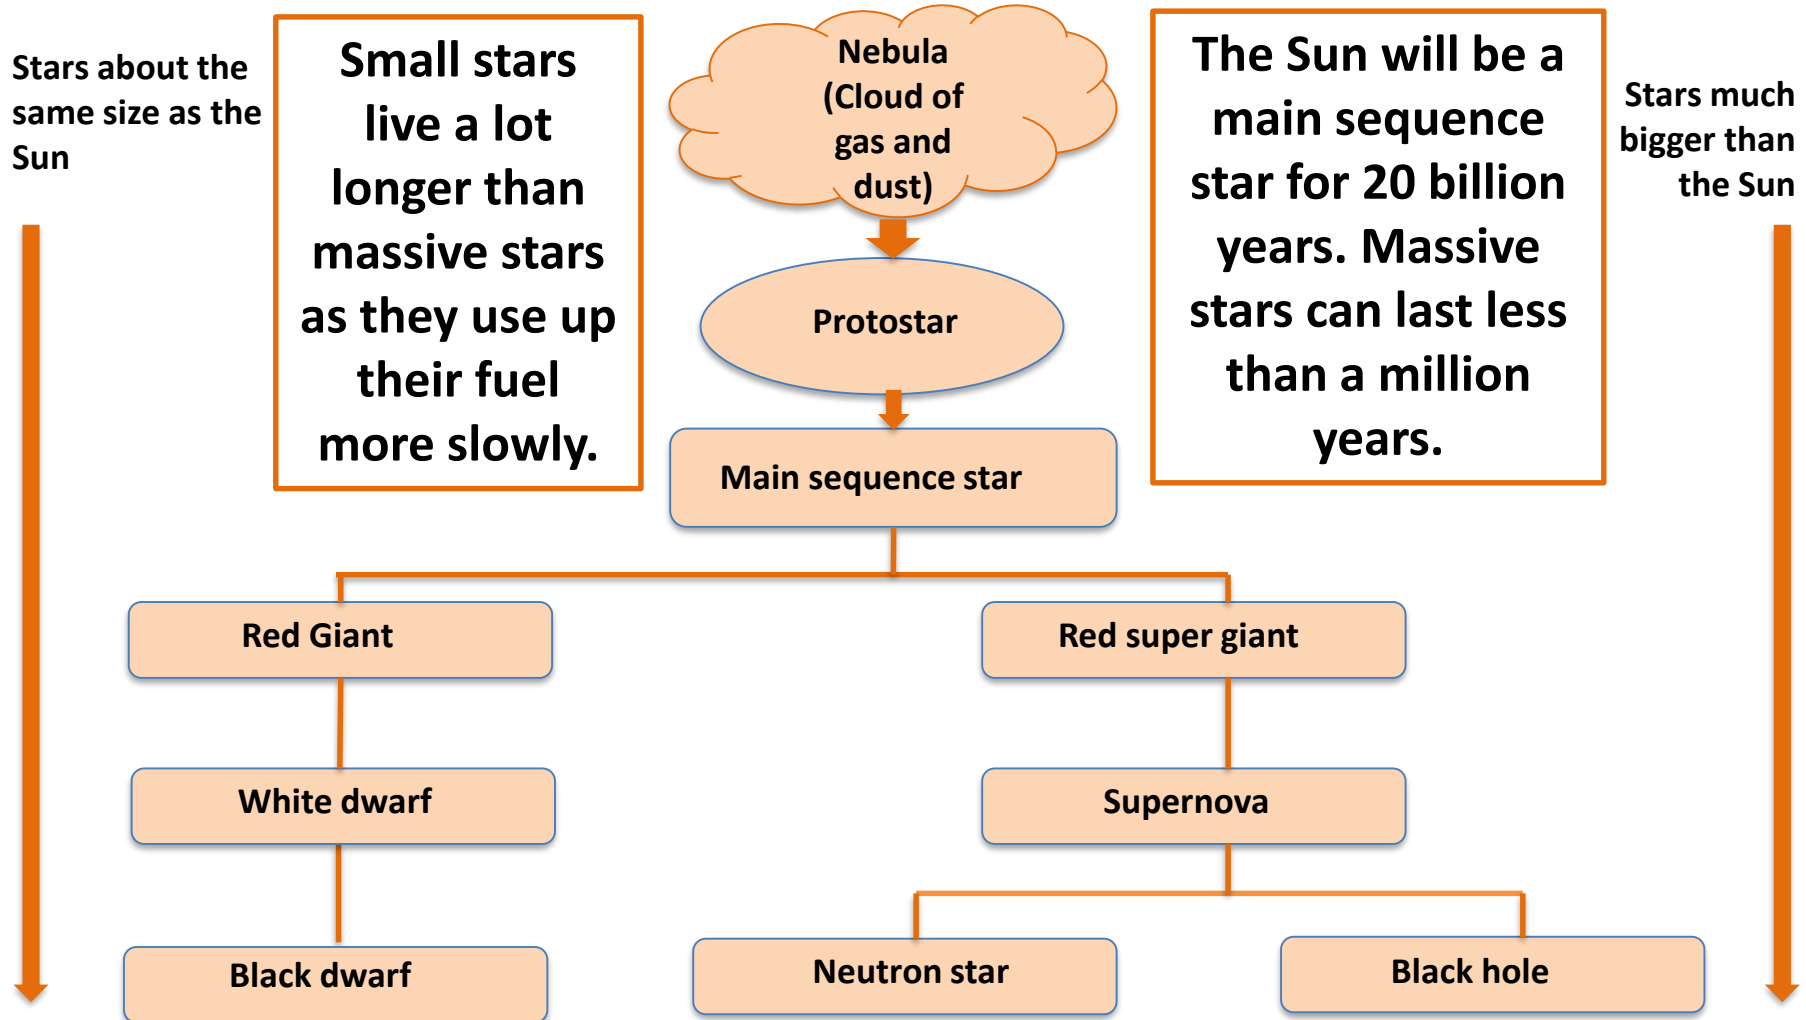 Stars about the
same size as the
Sun
Small stars
live a lot
longer than
massive stars
as they use up
their fuel
more slowly.
Nebula
(Cloud of
gas and
dust)
The Sun will be a
main sequence
star for 20 billion
years. Massive
stars can last less
than a million
years.
Stars much
bigger than
the Sun
Protostar
Main sequence star
Red Giant
Red super giant
White dwarf
Supernova
Black dwarf
Neutron star
Black hole